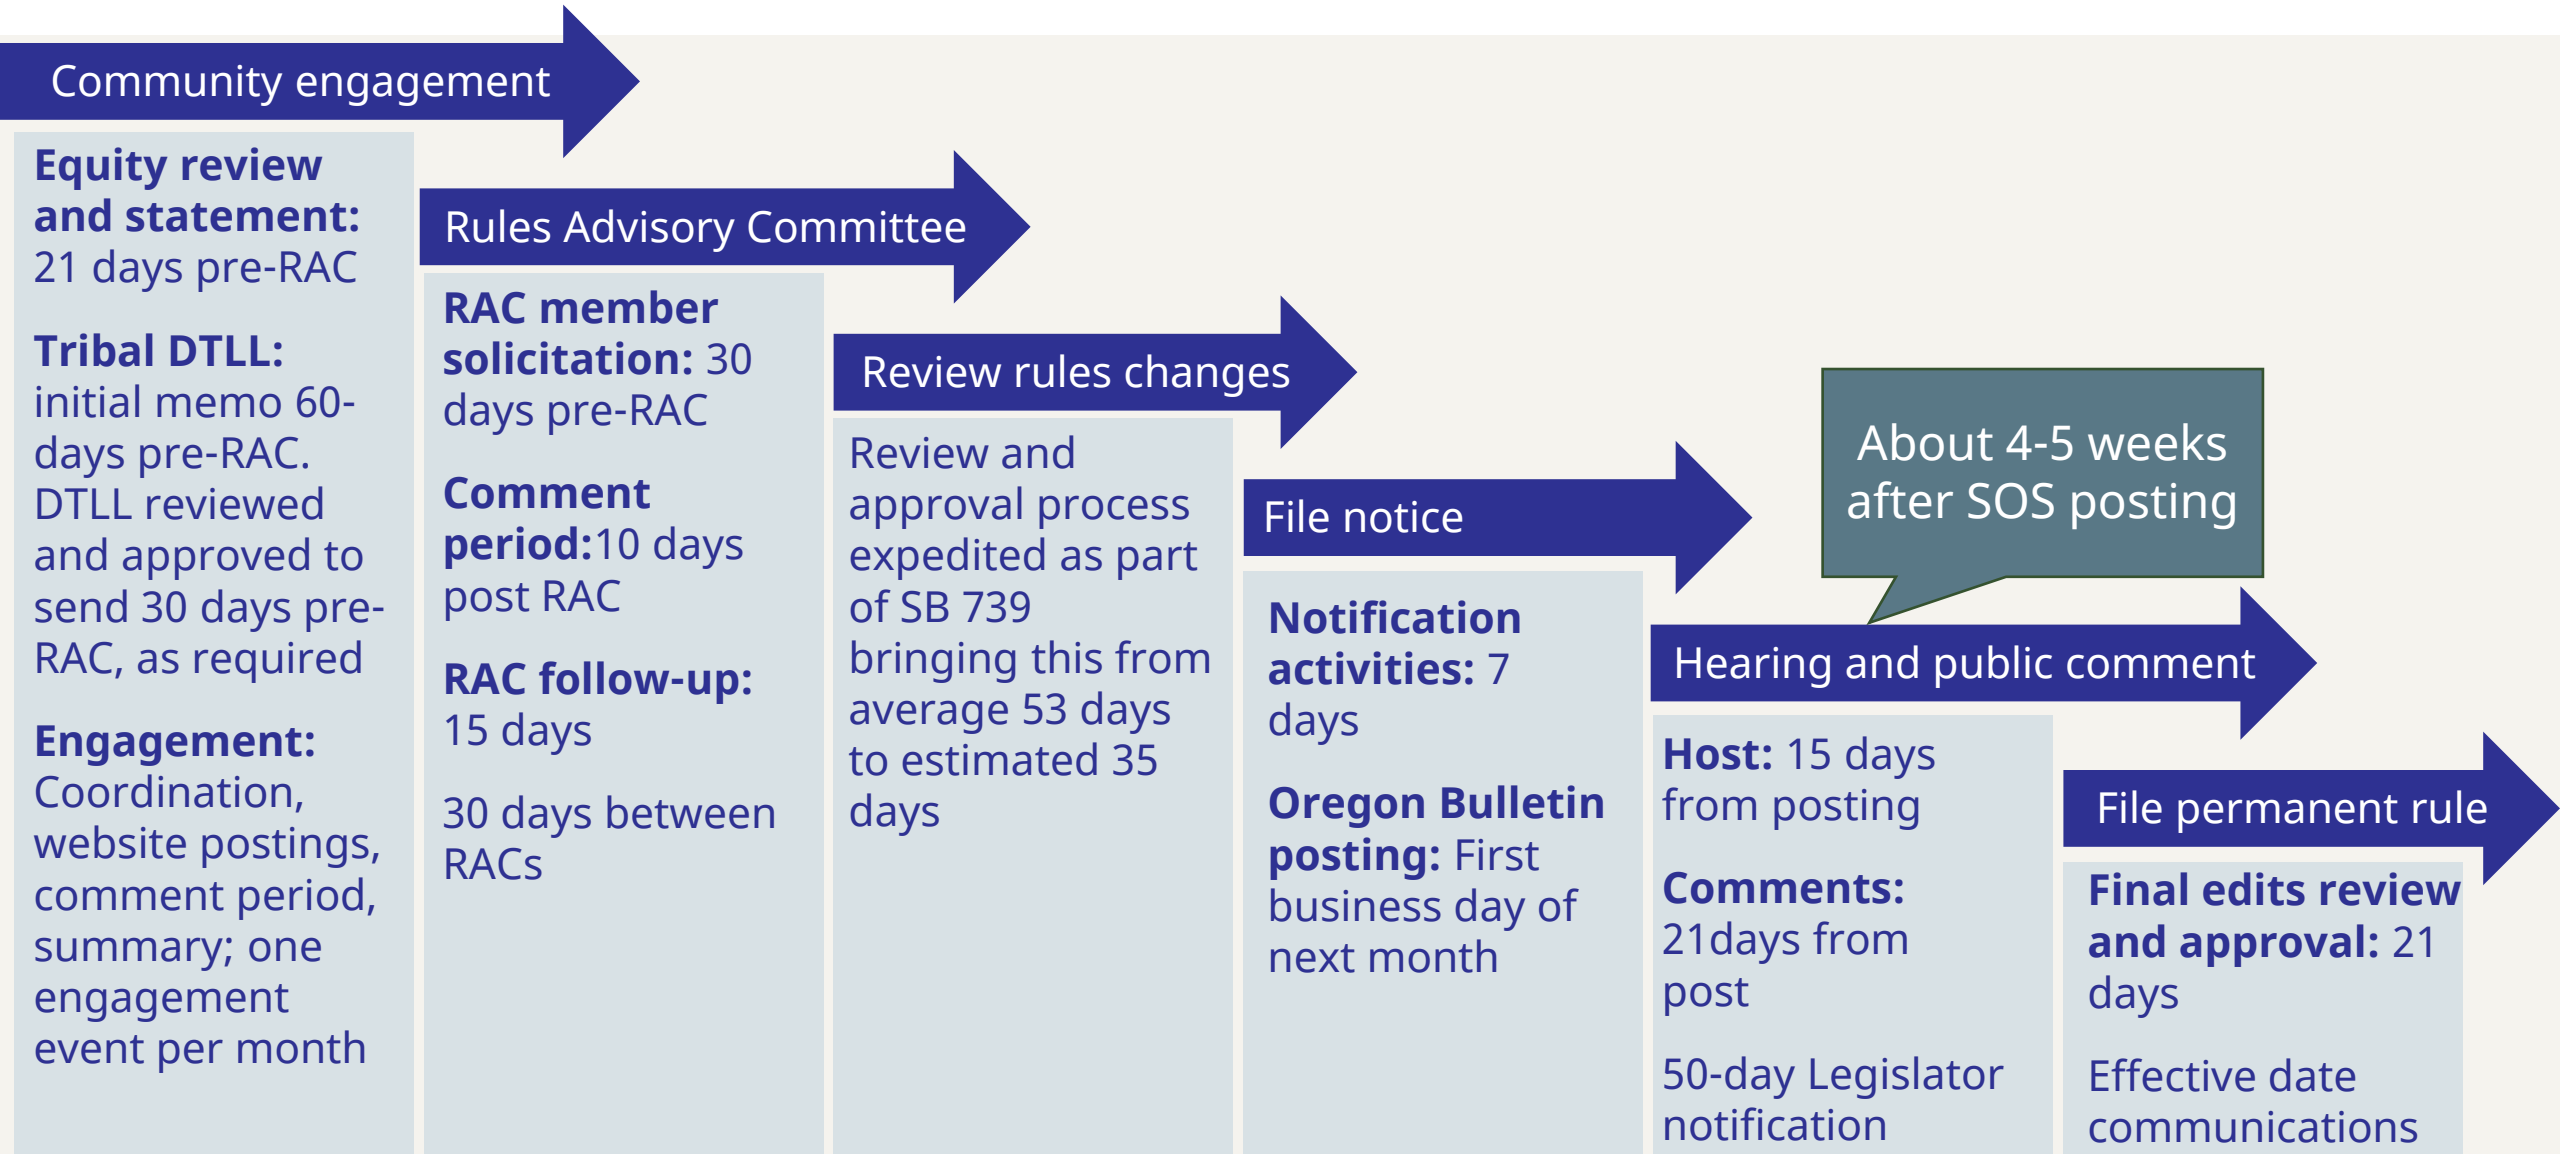 Community engagement
Equity review
and statement:
21 days pre-RAC
Tribal DTLL:
initial memo 60-
days pre-RAC.
DTLL reviewed
and approved to
send 30 days pre-
RAC, as required
Engagement:
Coordination,
website postings,
comment period,
summary; one
engagement
event per month
Rules Advisory Committee
RAC member
solicitation: 30
days pre-RAC
Comment
period:10 days
post RAC
RAC follow-up:
15 days
30 days between
RACs
Review rules changes
Review and
approval process
expedited as part
of SB 739
bringing this from
average 53 days
to estimated 35
days
File notice
Notification
activities: 7
days
Oregon Bulletin
posting: First
business day of
next month
About 4-5 weeks
after SOS posting
Hearing and public comment
Host: 15 days
from posting
Comments:
21days from
post
50-day Legislator
notification
File permanent rule
Final edits review
and approval: 21
days
Effective date
communications